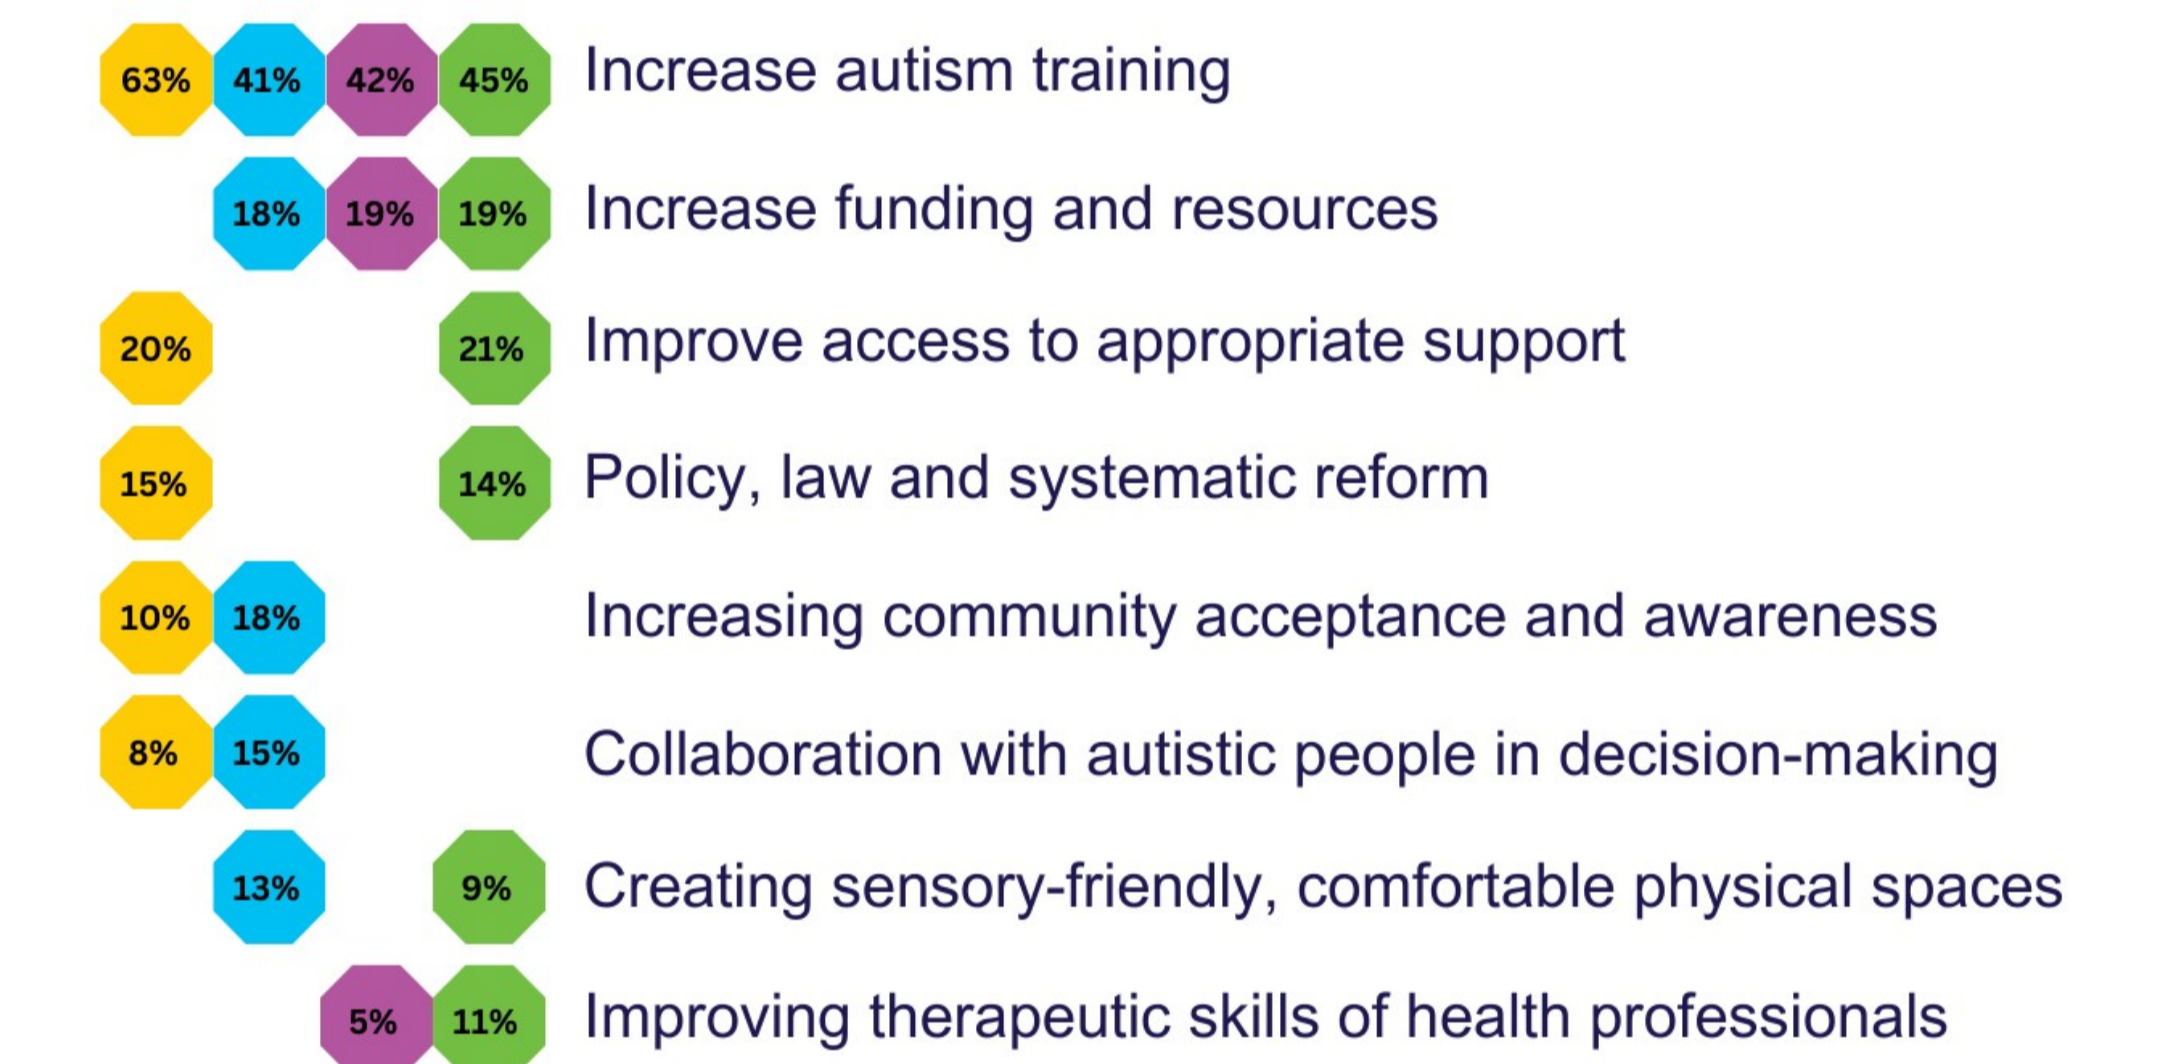 63% 41% 42% 45% Increase autism training
18% 19% 19% Increase funding and resources
20% 21% Improve access to appropriate support
15% 14% Policy, law and systematic reform
10% 18% Increasing community acceptance and awareness
8% 15% Collaboration with autistic people in decision-making
13% 9% Creating sensory-friendly, comfortable physical spaces
5% 11% Improving therapeutic skills of health professionals